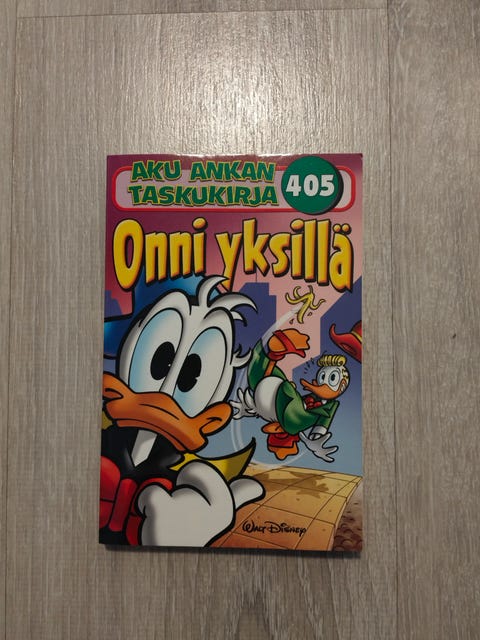 AKU ANKAN
TASKUKIRJA
405
Onni yksillä
WALT DISNEY